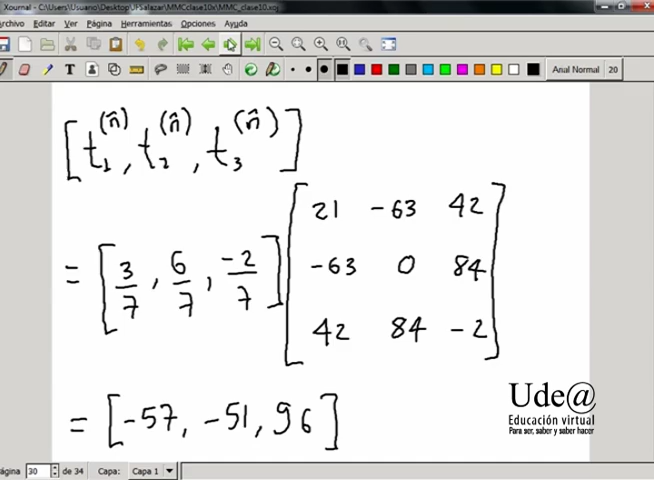 Xournal - C:\Users\Usuario\Desktop\JFSalazar\MMCclase10x\MMC_clase10.xoj
Archivo Editar Ver Página Herramientas Opciones Ayuda
Arial Normal 20
[t₁^(n̂), t₂^(n̂), t₃^(n̂)]
= [3/7, 6/7, -2/7] [21 -63 42
-63 0 84
42 84 -2]
= [-57, -51, 96]
Ude@
Educación virtual
Para ser, saber y saber hacer
Página 30 de 34 Capa: Capa 1